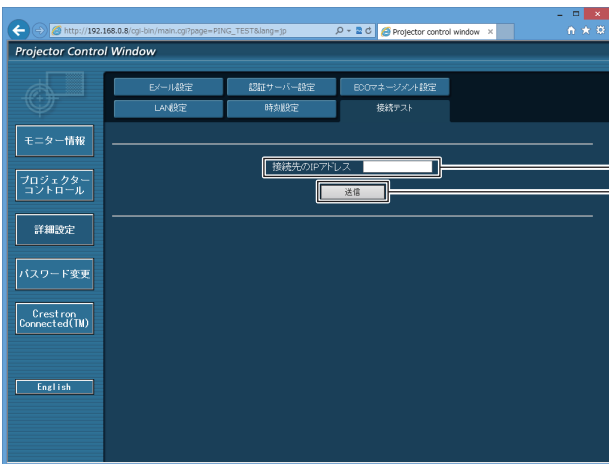 http://192.168.0.8/cgi-bin/main.cgi?page=PING_TEST&lang=jp
Projector control window
Projector Control Window
Eメール設定 認証サーバー設定 ECOマネージメント設定
LAN設定 時刻設定 接続テスト
モニター情報
接続先のIPアドレス
プロジェクター
コントロール
送信
詳細設定
パスワード変更
Crestron
Connected(TM)
English